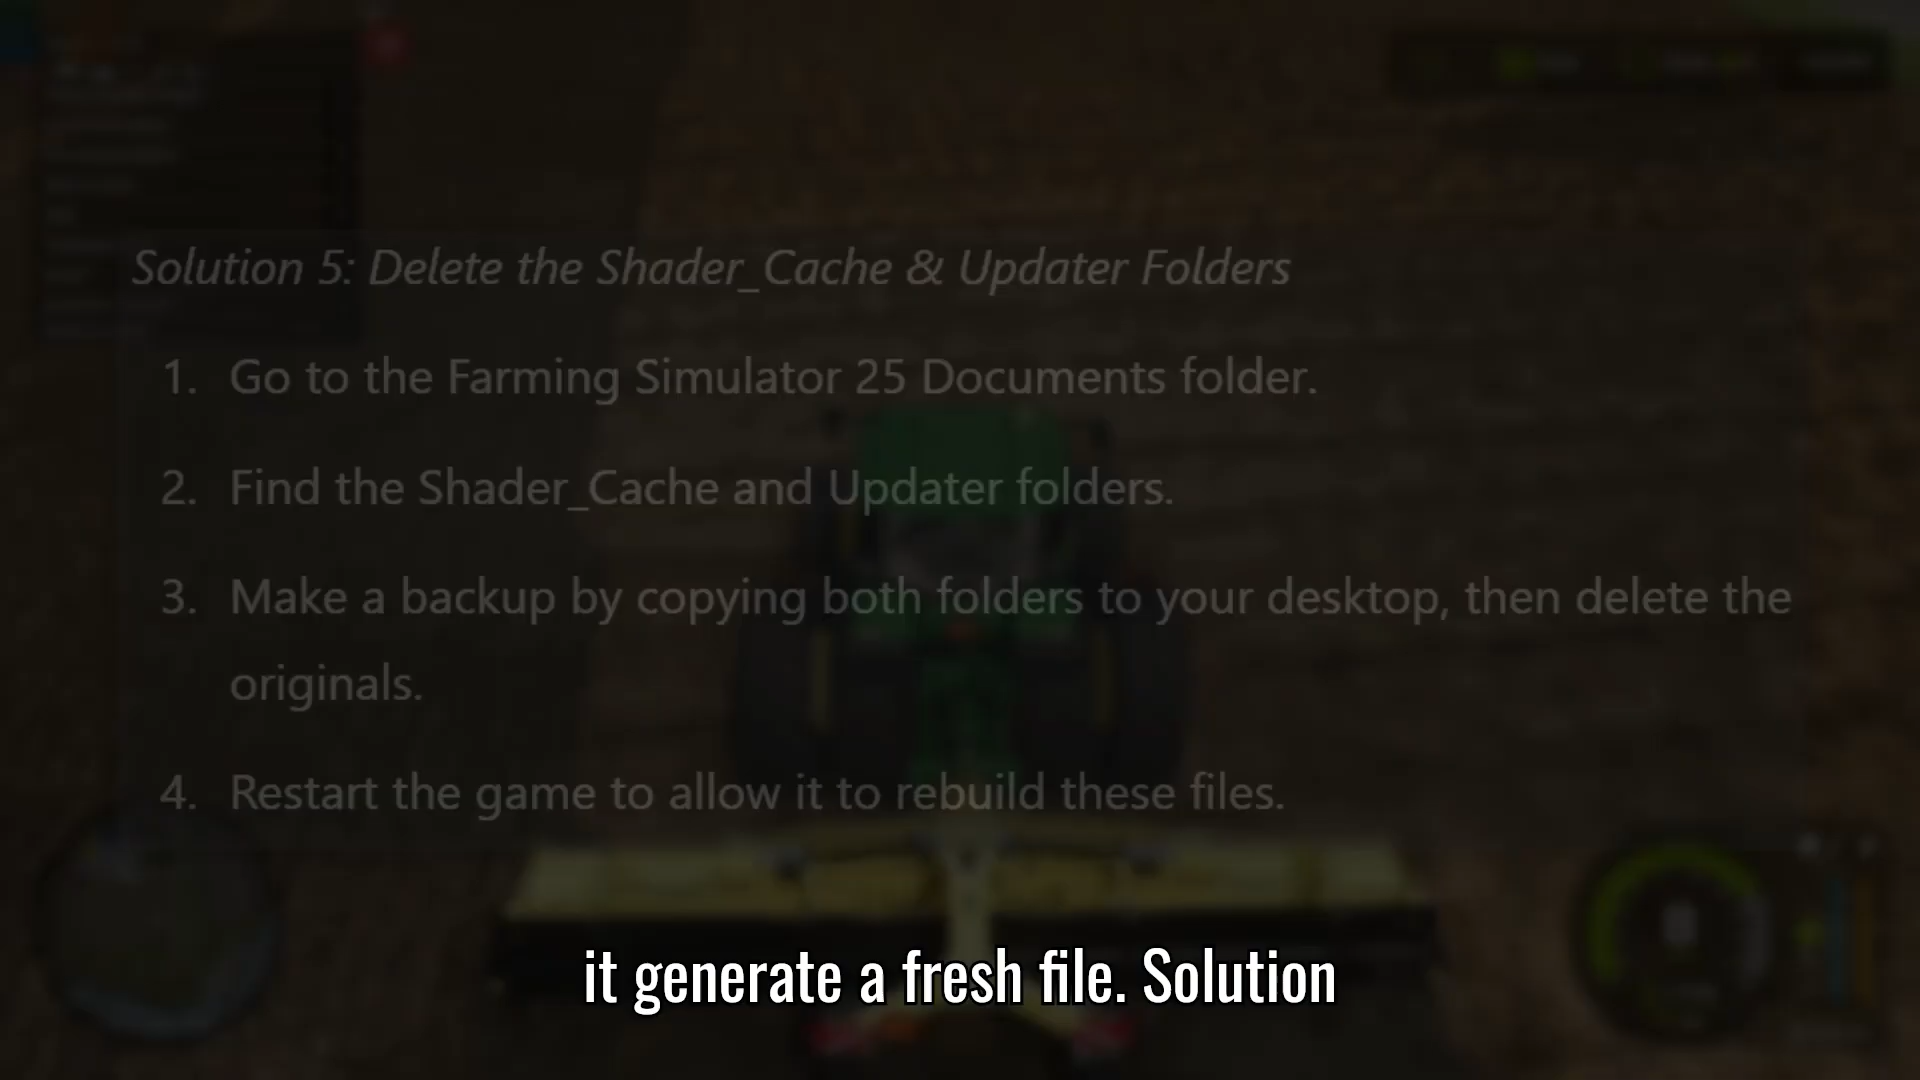 Solution 5: Delete the Shader_Cache & Updater Folders
1. Go to the Farming Simulator 25 Documents folder.
2. Find the Shader_Cache and Updater folders.
3. Make a backup by copying both folders to your desktop, then delete the
originals.
4. Restart the game to allow it to rebuild these files.
it generate a fresh file. Solution